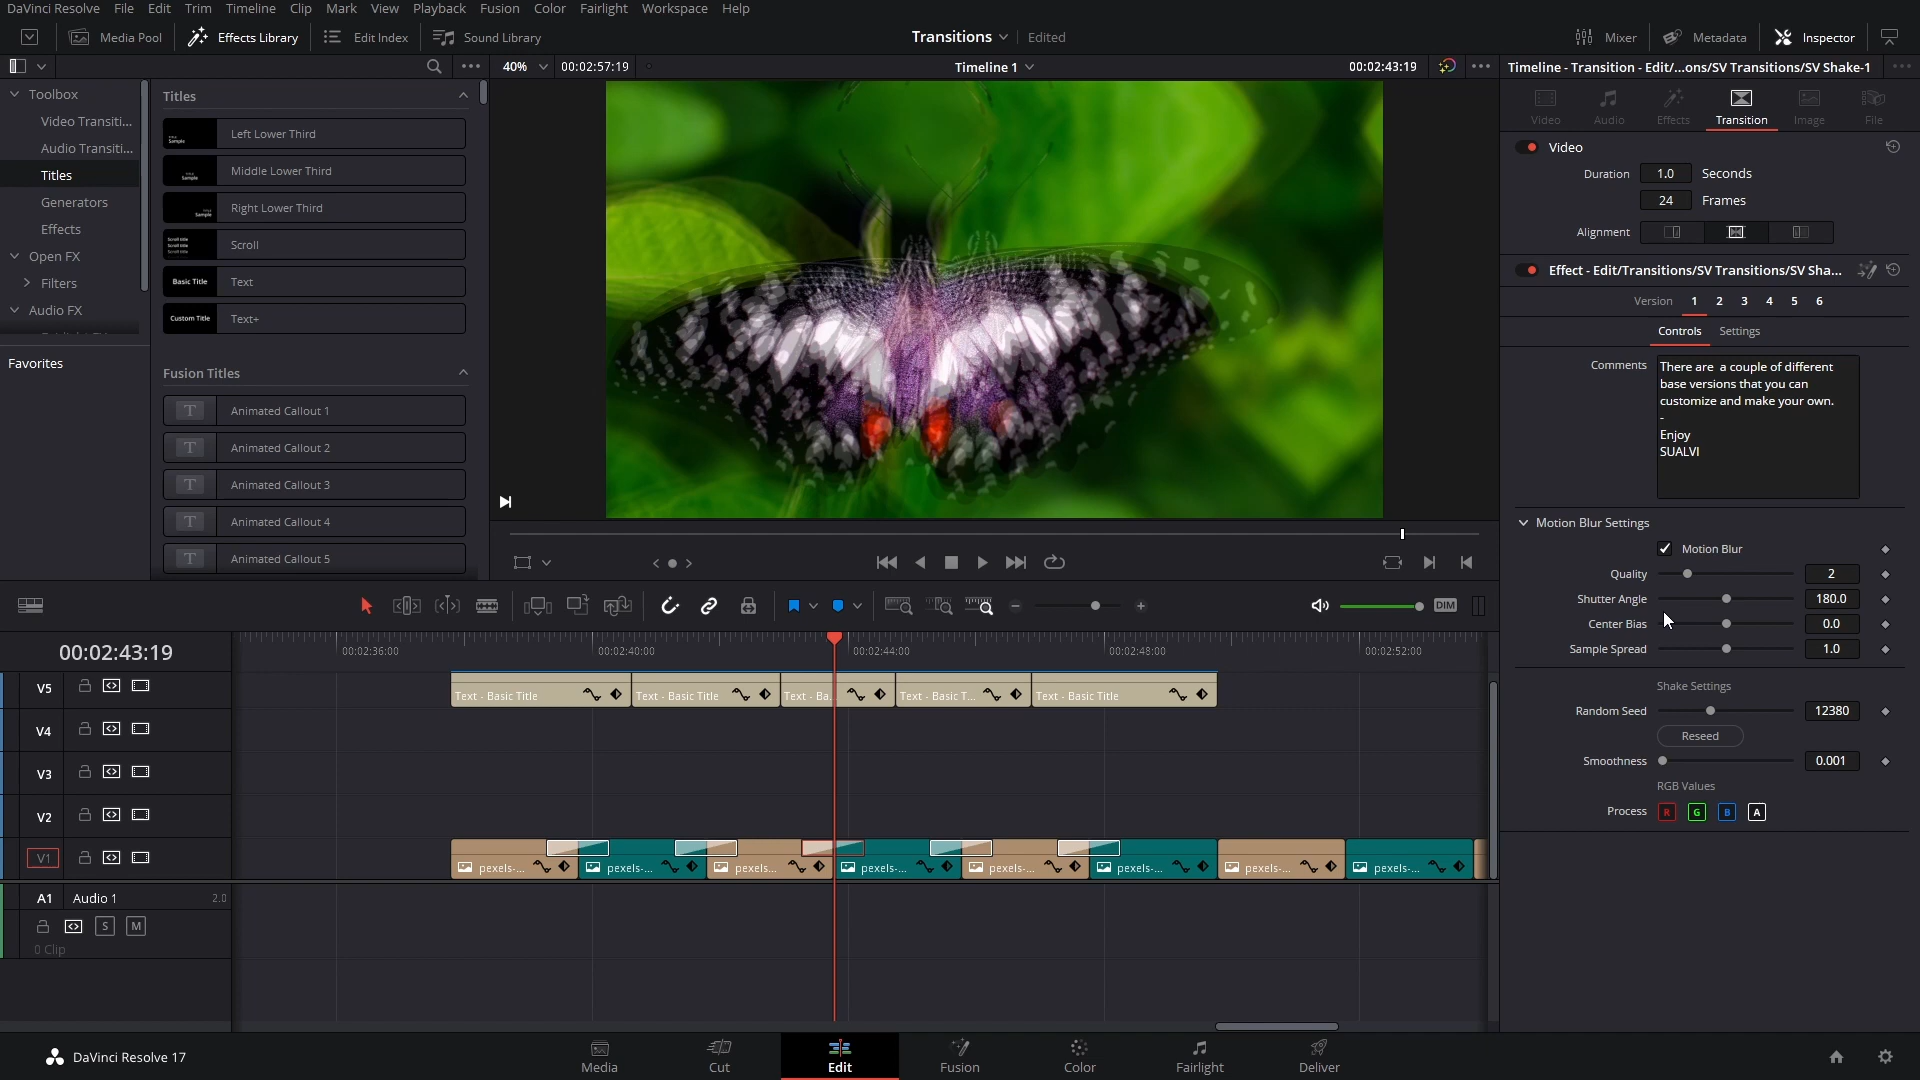 DaVinci Resolve File Edit Trim Timeline Clip Mark View Playback Fusion Color Fairlight Workspace Help
Media Pool Effects Library Edit Index Sound Library Transitions Edited Mixer Metadata Inspector
40% 00:02:57:19 Timeline 1 00:02:43:19 Timeline - Transition - Edit/...ons/SV Transitions/SV Shake-1
Toolbox
Video Transiti...
Audio Transiti...
Titles
Generators
Effects
Open FX
Filters
Audio FX
Favorites
Titles
Left Lower Third
Middle Lower Third
Right Lower Third
Scroll
Basic Title Text
Custom Title Text+
Fusion Titles
T Animated Callout 1
T Animated Callout 2
T Animated Callout 3
T Animated Callout 4
T Animated Callout 5
Video Audio Effects Transition Image File
Video
Duration 1.0 Seconds
24 Frames
Alignment
Effect - Edit/Transitions/SV Transitions/SV Sha...
Version 1 2 3 4 5 6
Controls Settings
Comments
There are a couple of different
base versions that you can
customize and make your own.
-
Enjoy
SUALVI
Motion Blur Settings
Motion Blur
Quality 2
Shutter Angle 180.0
Center Bias 0.0
Sample Spread 1.0
Shake Settings
Random Seed 12380
Reseed
Smoothness 0.001
RGB Values
Process R G B A
DIM
00:02:43:19 00:02:36:00 00:02:40:00 00:02:44:00 00:02:48:00 00:02:52:00
V5 Text - Basic Title Text - Basic Title Text - Ba... Text - Basic T... Text - Basic Title
V4
V3
V2
V1 pexels-... pexels-... pexels-... pexels-... pexels-... pexels-... pexels-... pexels-...
A1 Audio 1 2.0
S M
0 Clip
DaVinci Resolve 17 Media Cut Edit Fusion Color Fairlight Deliver